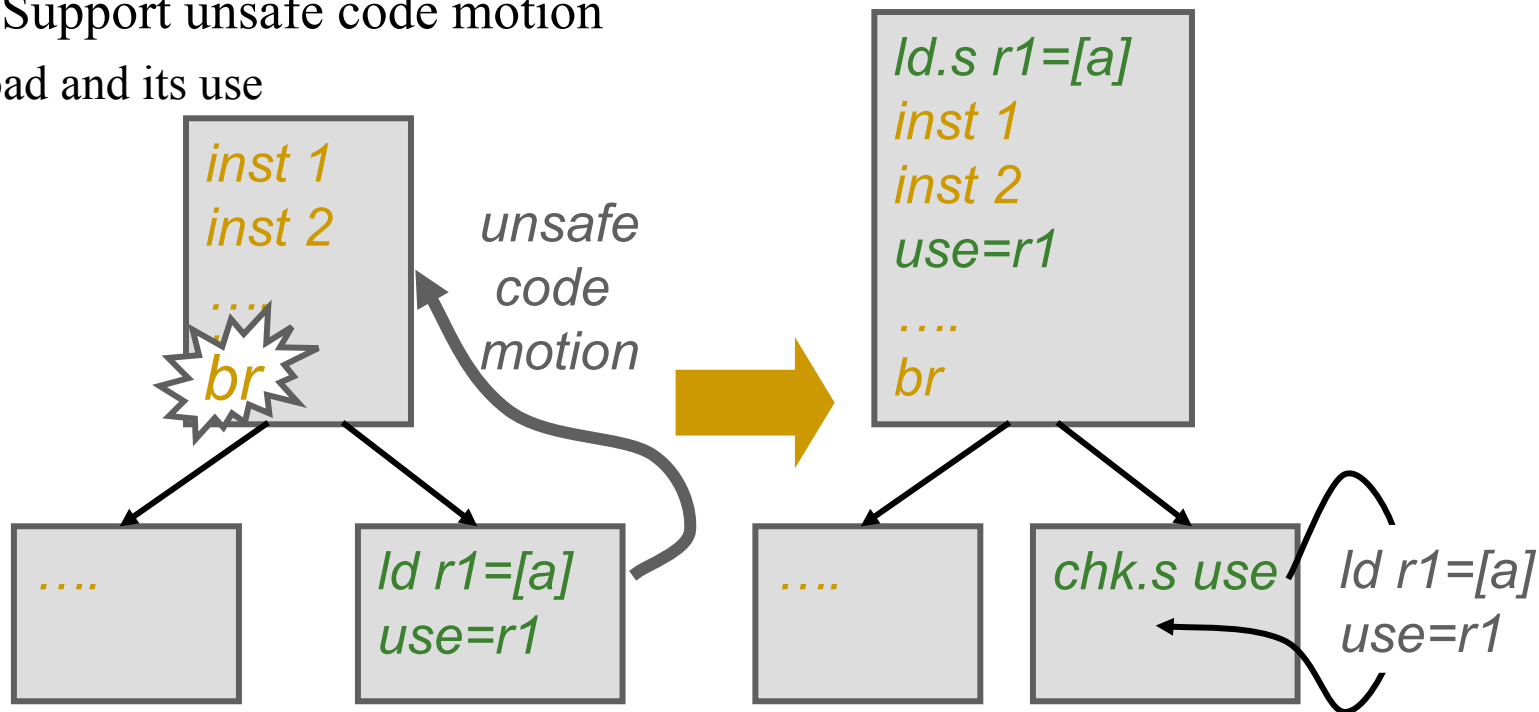 Support unsafe code motion
oad and its use
inst 1
inst 2
....
br
unsafe
code
motion
....
ld r1=[a]
use=r1
ld.s r1=[a]
inst 1
inst 2
use=r1
....
br
....
chk.s use
ld r1=[a]
use=r1